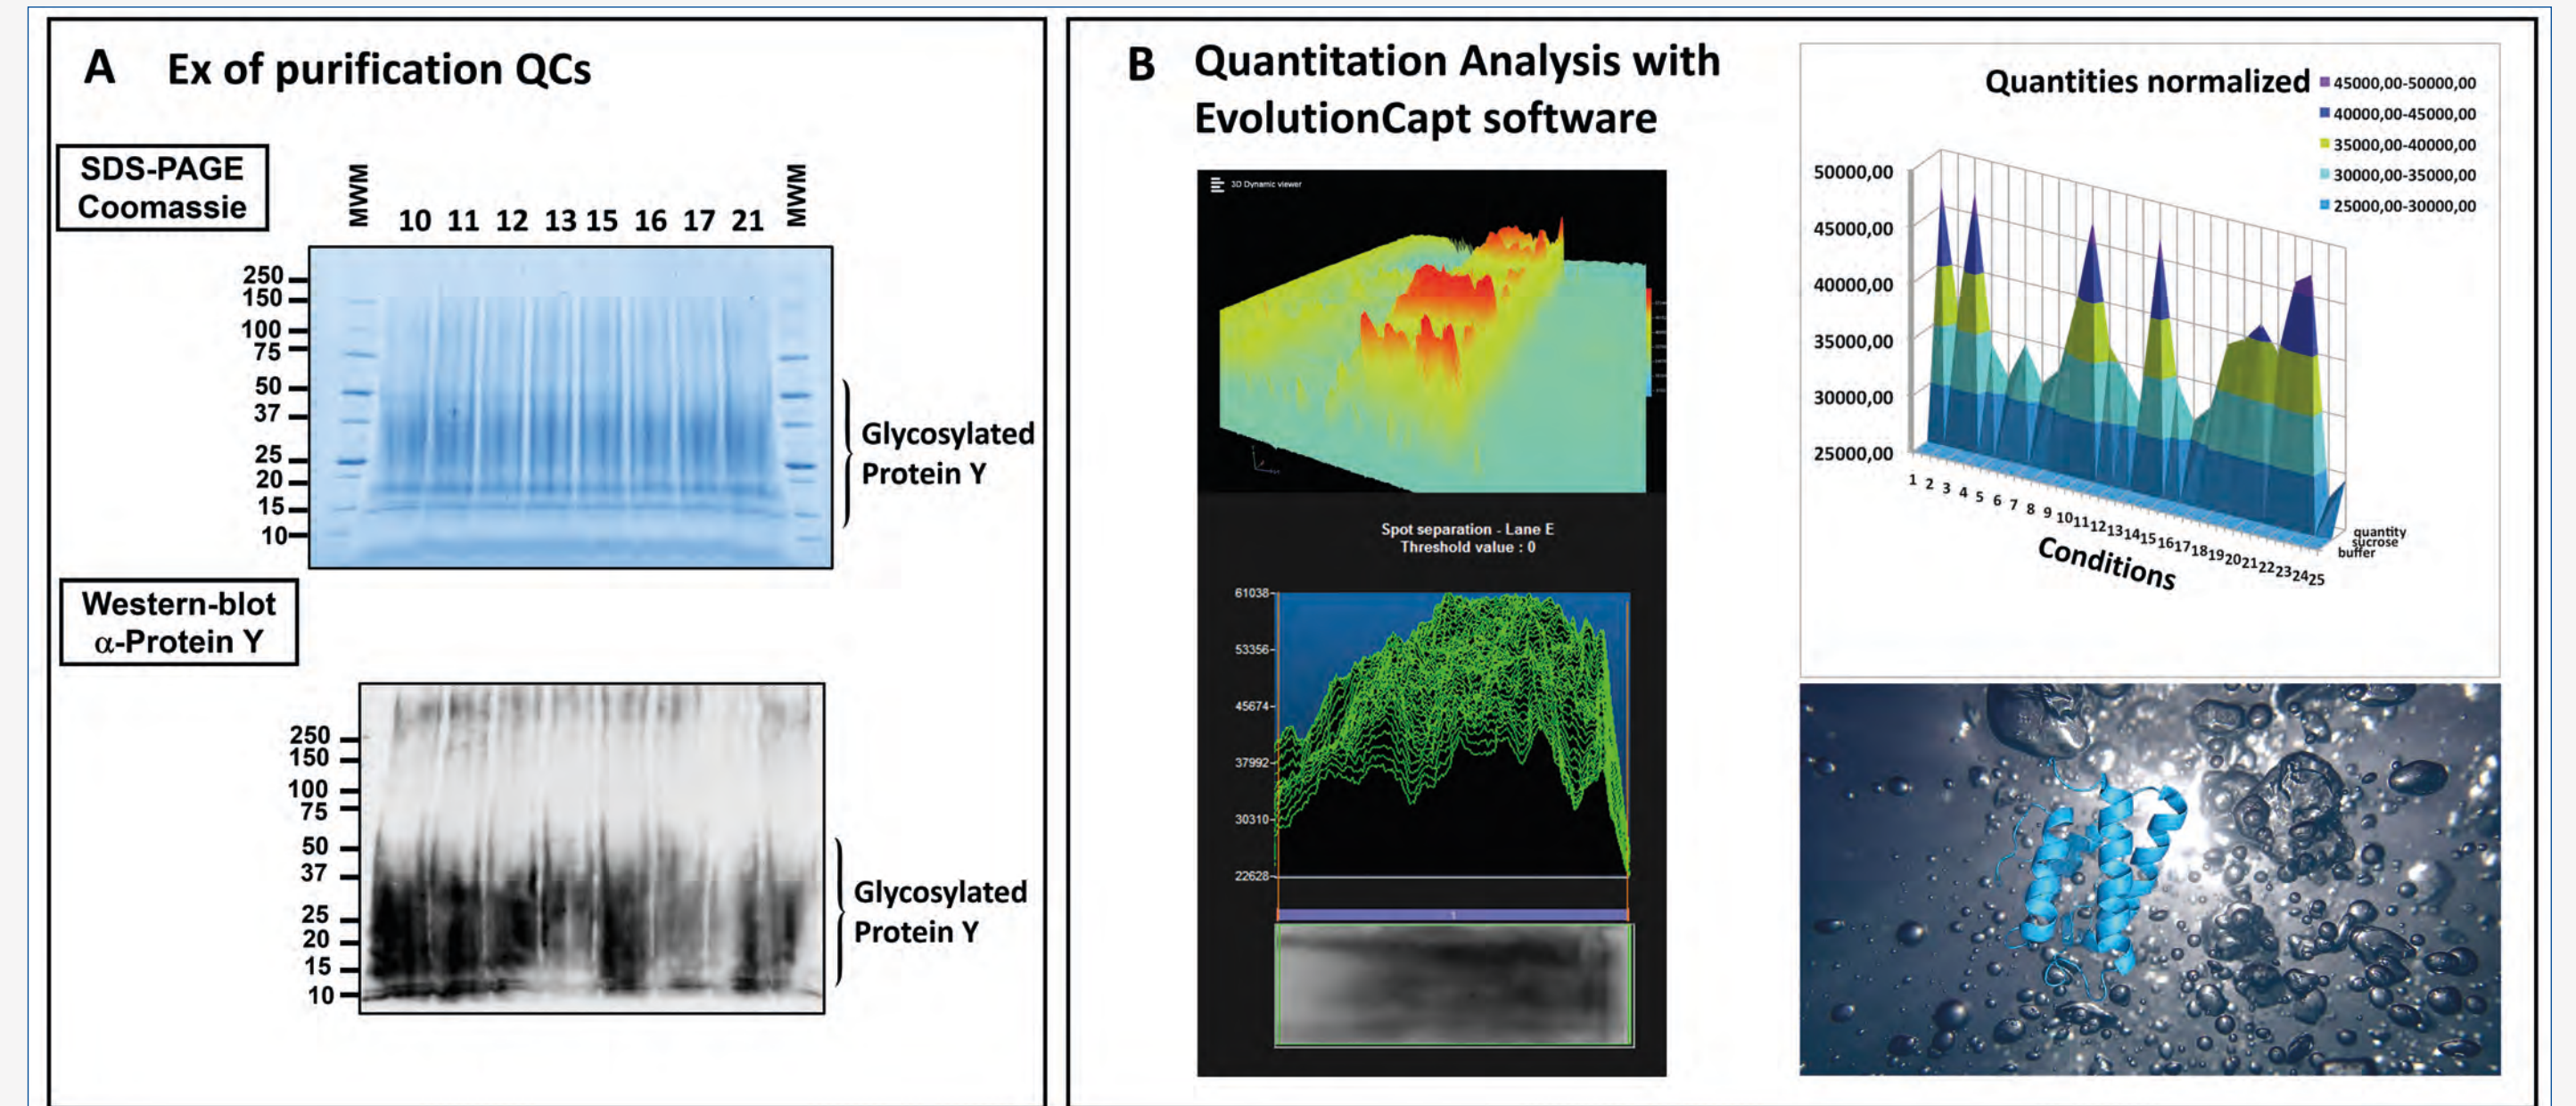 A Ex of purification QCs
SDS-PAGE
Coomassie
MWM
10 11 12 13 15 16 17 21
MWM
250
150
100
75
50
37
25
20
15
10
Glycosylated
Protein Y
Western-blot
α-Protein Y
250
150
100
75
50
37
25
20
15
10
Glycosylated
Protein Y
B Quantitation Analysis with
EvolutionCapt software
3D Dynamic viewer
Spot separation - Lane E
Threshold value : 0
61038
53356
45674
37992
30310
22628
1
Quantities normalized
45000,00-50000,00
40000,00-45000,00
35000,00-40000,00
30000,00-35000,00
25000,00-30000,00
50000,00
45000,00
40000,00
35000,00
30000,00
25000,00
1 2 3 4 5 6 7 8 9 10 11 12 13 14 15 16 17 18 19 20 21 22 23 24 25
quantity
sucrose
buffer
Conditions